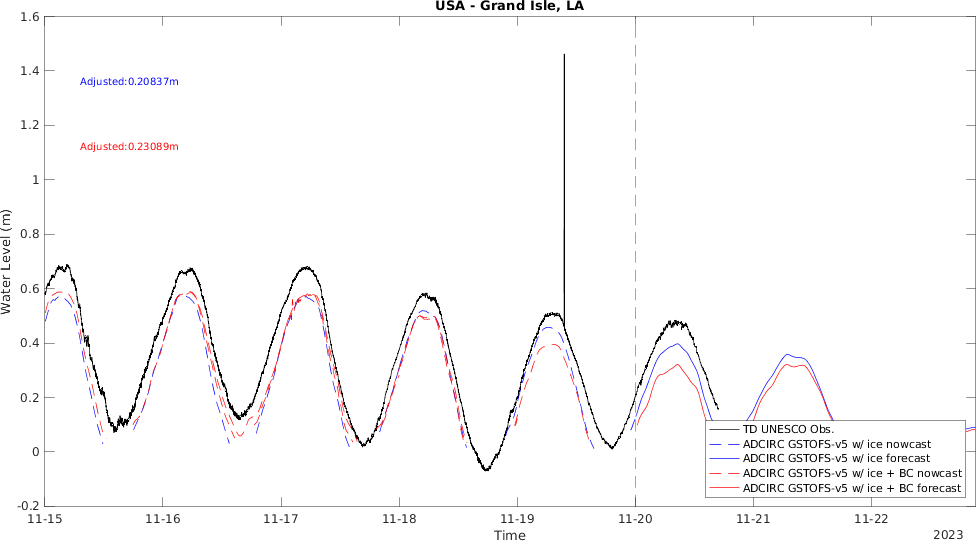 USA - Grand Isle, LA
1.6
1.4
Adjusted:0.20837m
1.2
Adjusted:0.23089m
1
0.8
Water Level (m)
0.6
0.4
0.2
0
-0.2
TD UNESCO Obs.
ADCIRC GSTOFS-v5 w/ ice nowcast
ADCIRC GSTOFS-v5 w/ ice forecast
ADCIRC GSTOFS-v5 w/ ice + BC nowcast
ADCIRC GSTOFS-v5 w/ ice + BC forecast
11-15 11-16 11-17 11-18 11-19 11-20 11-21 11-22
Time
2023